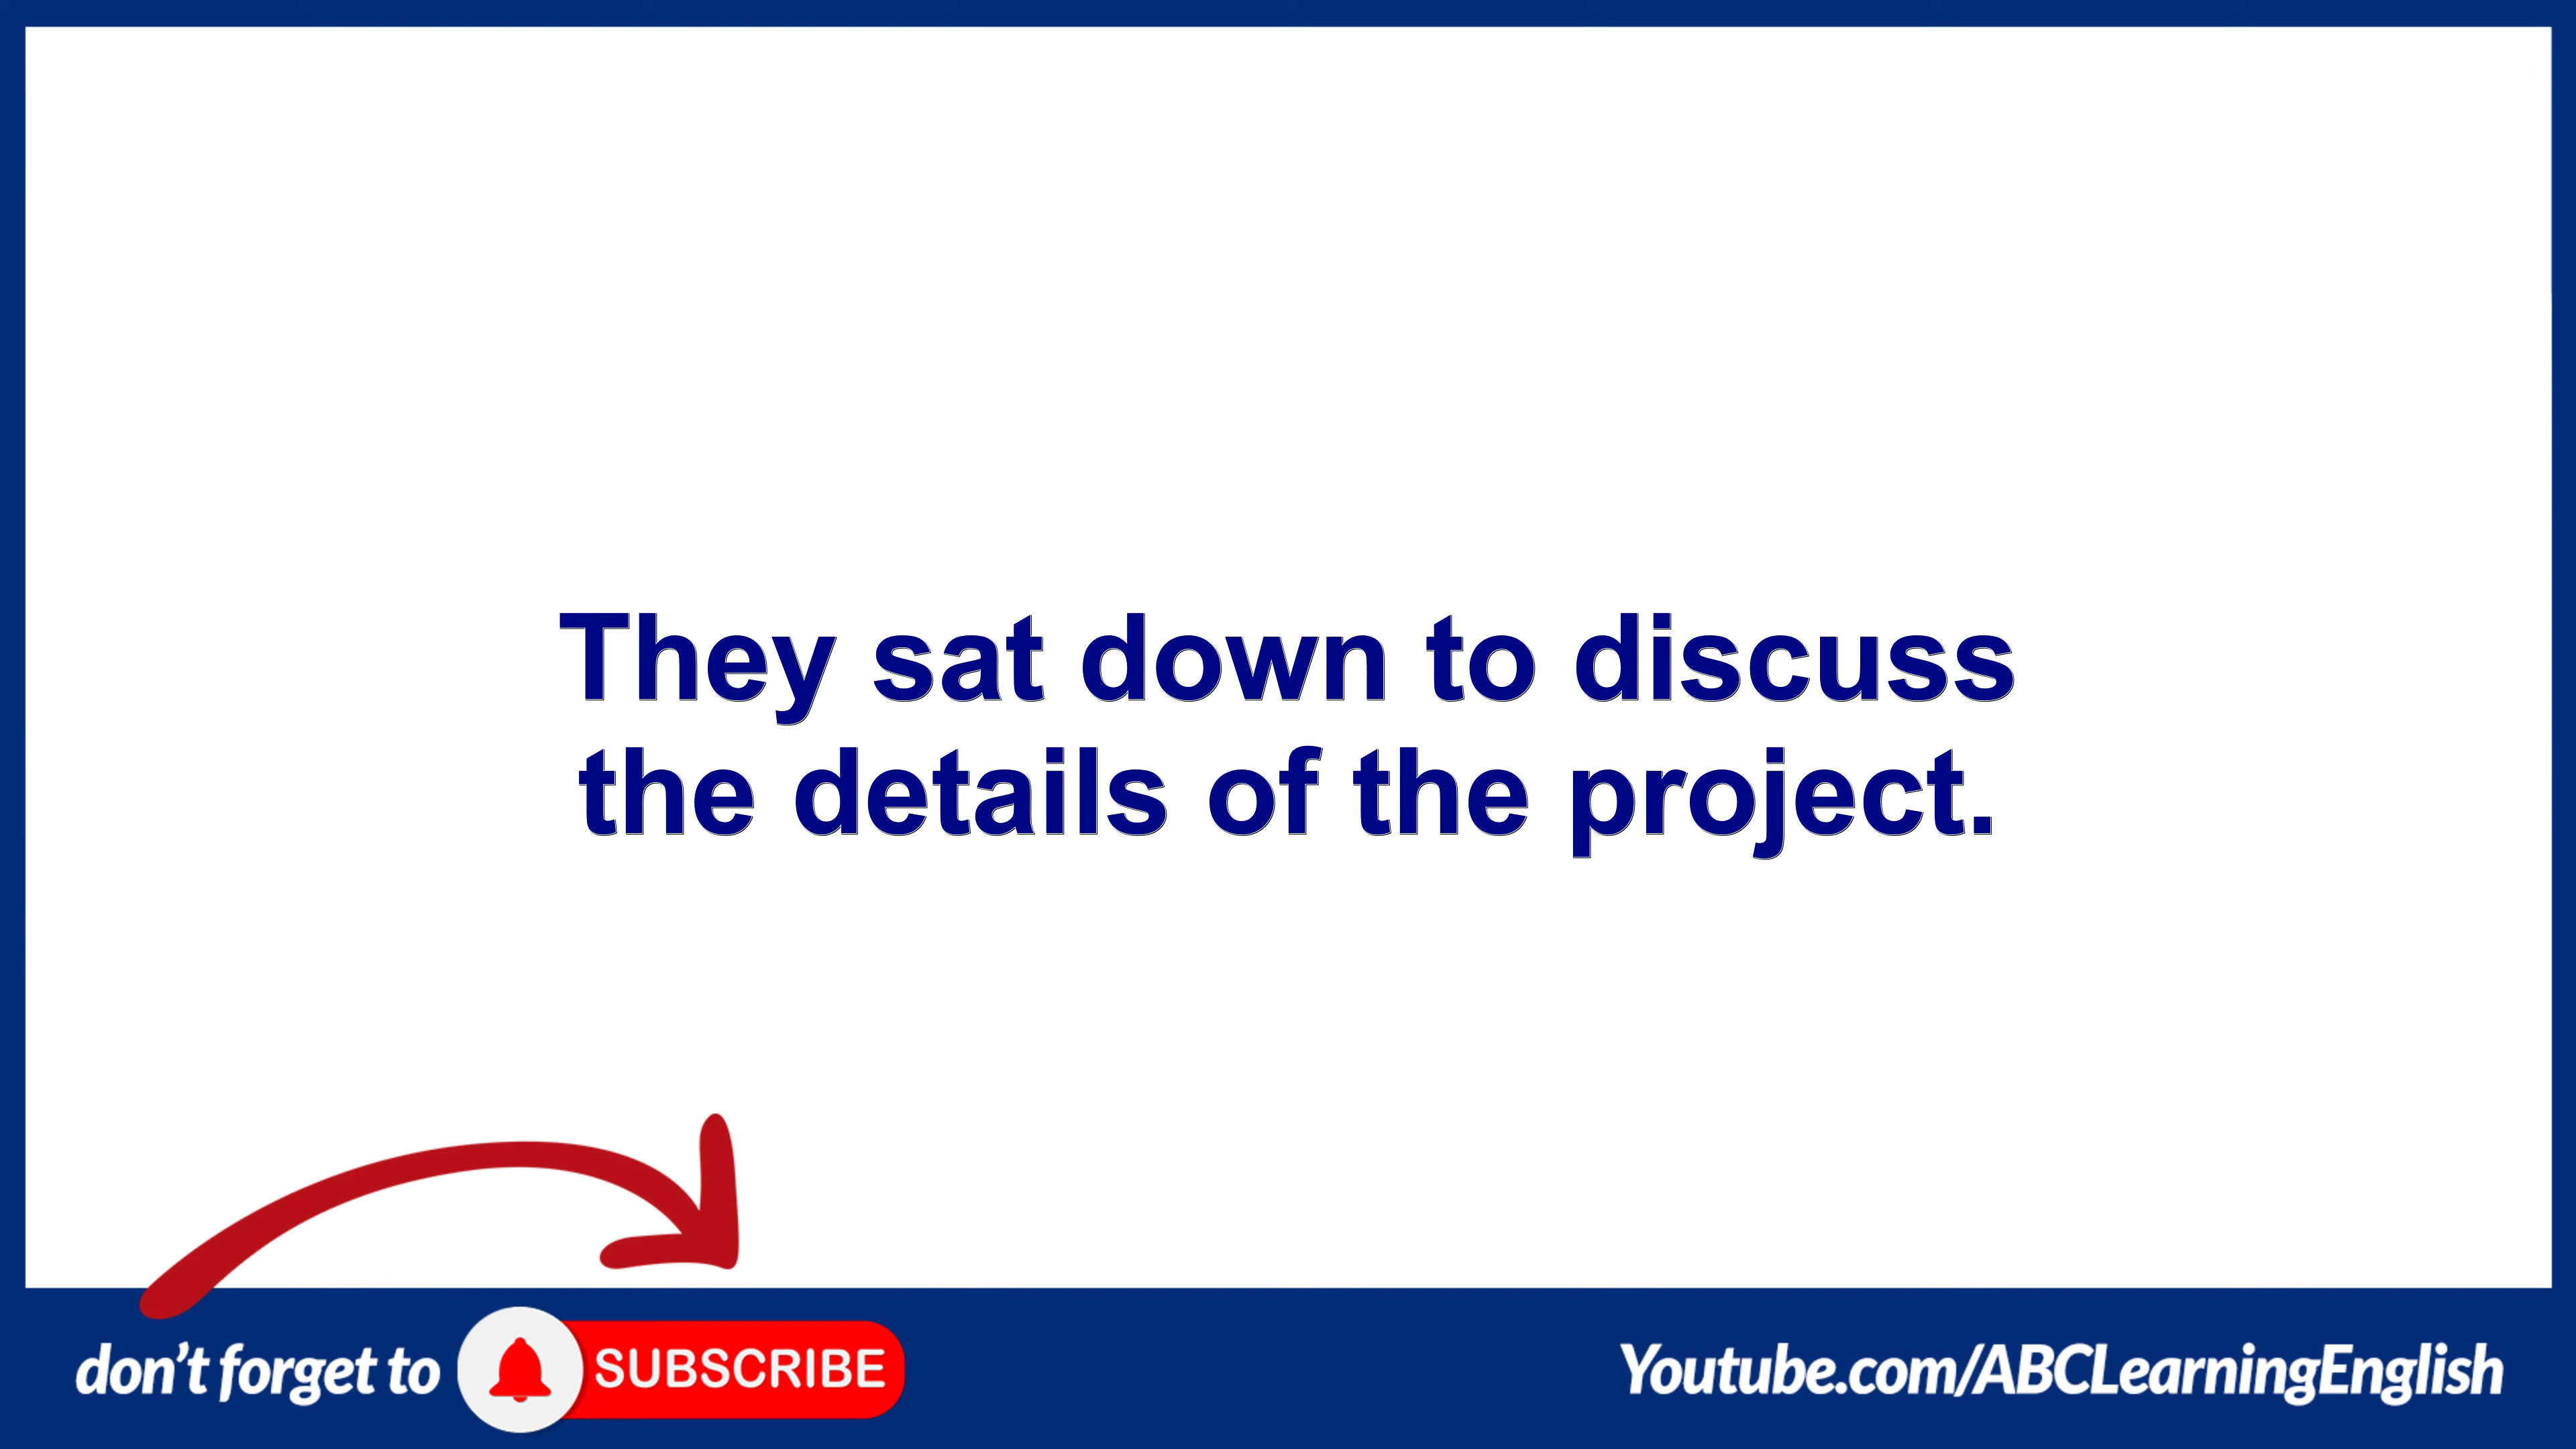 They sat down to discuss
the details of the project.
don't forget to SUBSCRIBE
Youtube.com/ABCLearningEnglish